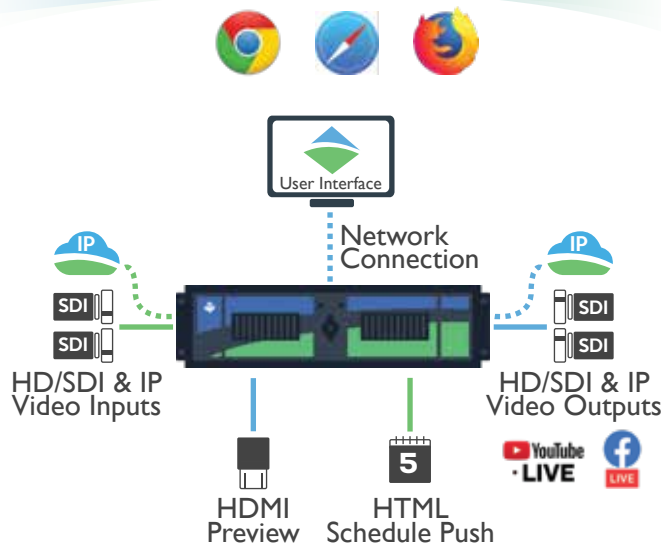 User Interface
Network
Connection
IP
SDI
SDI
HD/SDI & IP
Video Inputs
IP
SDI
SDI
HD/SDI & IP
Video Outputs
HDMI
Preview
5
HTML
Schedule Push
YouTube
LIVE
LIVE